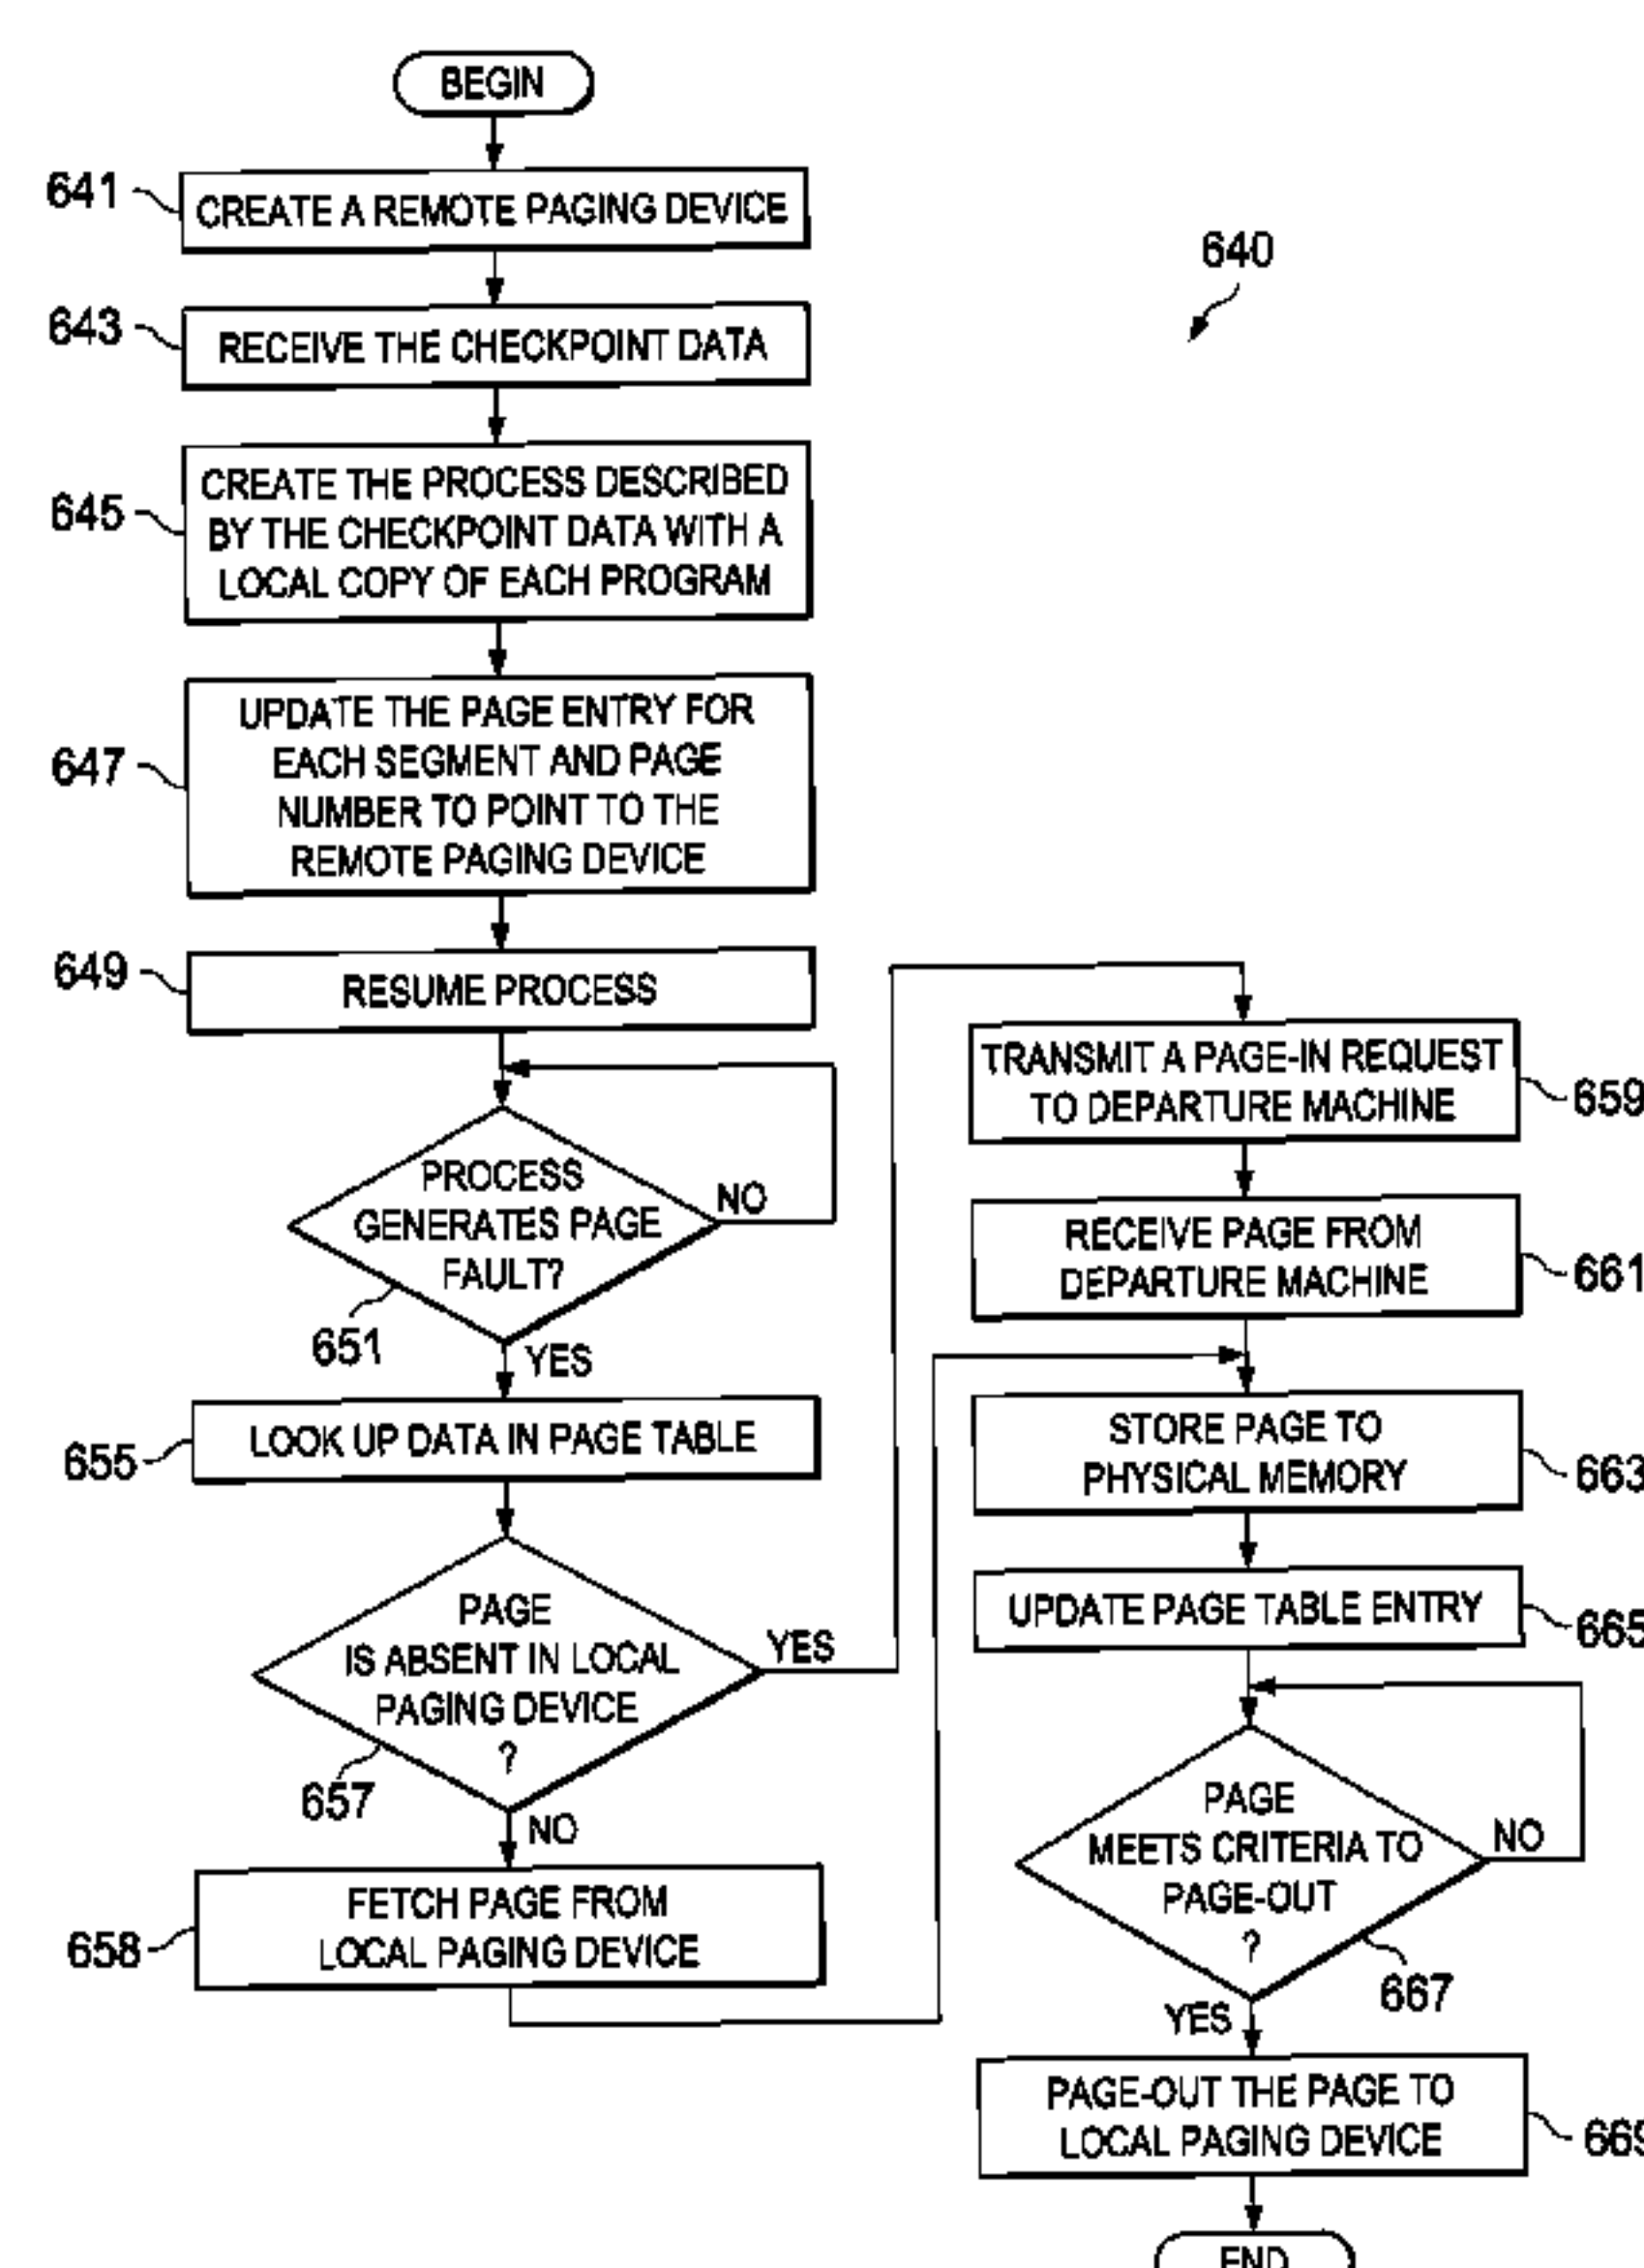 BEGIN
641
CREATE A REMOTE PAGING DEVICE
640
643
RECEIVE THE CHECKPOINT DATA
645
CREATE THE PROCESS DESCRIBED
BY THE CHECKPOINT DATA WITH A
LOCAL COPY OF EACH PROGRAM
647
UPDATE THE PAGE ENTRY FOR
EACH SEGMENT AND PAGE
NUMBER TO POINT TO THE
REMOTE PAGING DEVICE
649
RESUME PROCESS
PROCESS
GENERATES PAGE
FAULT?
NO
651
YES
655
LOOK UP DATA IN PAGE TABLE
PAGE
IS ABSENT IN LOCAL
PAGING DEVICE
?
YES
657
NO
658
FETCH PAGE FROM
LOCAL PAGING DEVICE
TRANSMIT A PAGE-IN REQUEST
TO DEPARTURE MACHINE
659
RECEIVE PAGE FROM
DEPARTURE MACHINE
661
STORE PAGE TO
PHYSICAL MEMORY
663
UPDATE PAGE TABLE ENTRY
665
PAGE
MEETS CRITERIA TO
PAGE-OUT
?
NO
667
YES
PAGE-OUT THE PAGE TO
LOCAL PAGING DEVICE
669
END